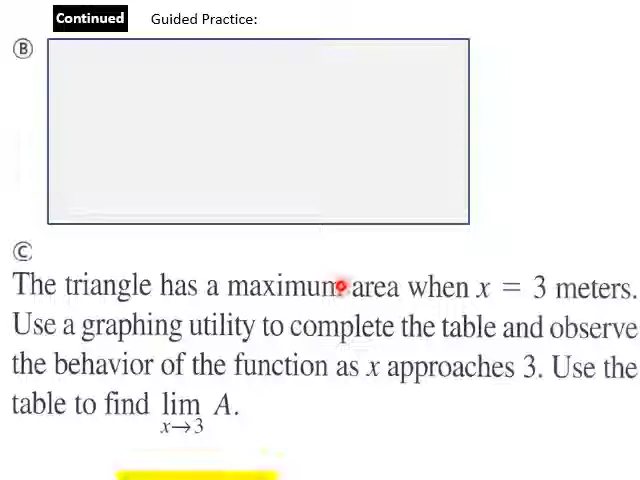 Continued Guided Practice:
Ⓑ
Ⓒ
The triangle has a maximum area when x = 3 meters.
Use a graphing utility to complete the table and observe
the behavior of the function as x approaches 3. Use the
table to find lim A.
x→3